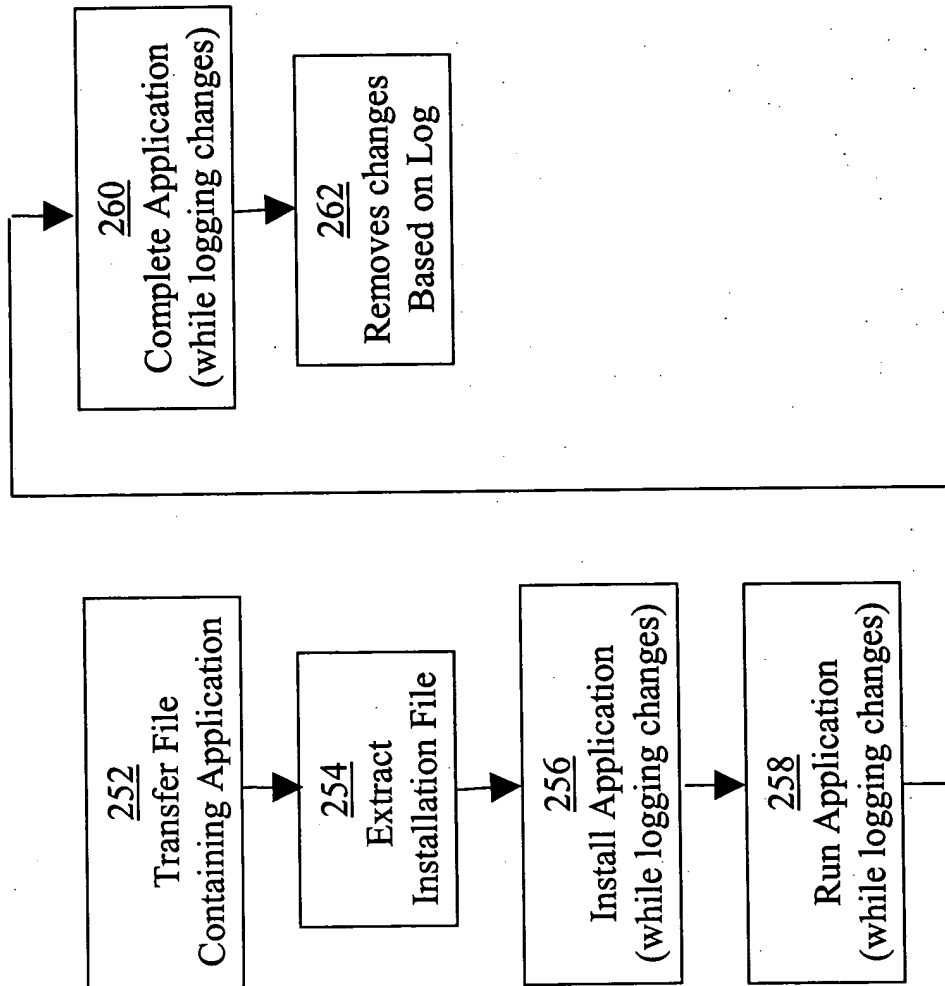 252
Transfer File
Containing Application
254
Extract
Installation File
256
Install Application
(while logging changes)
258
Run Application
(while logging changes)
260
Complete Application
(while logging changes)
262
Removes changes
Based on Log